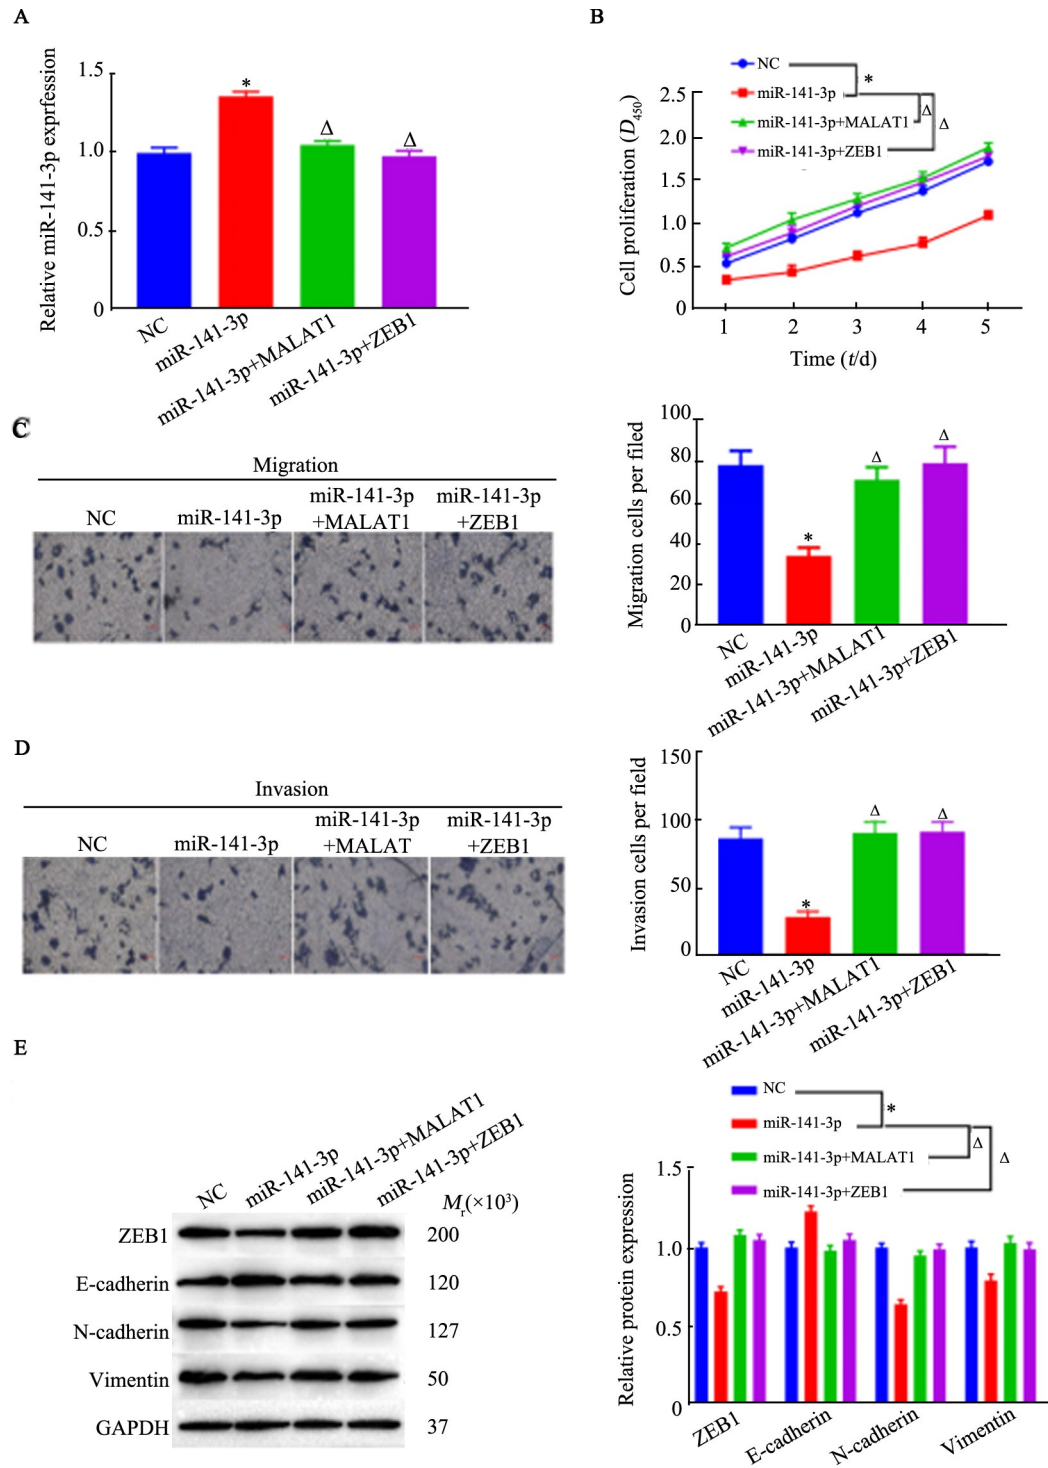 A
Relative miR-141-3p exprfession
1.5
1.0
0.5
0
*
Δ
Δ
NC
miR-141-3p
miR-141-3p+MALAT1
miR-141-3p+ZEB1
B
NC
miR-141-3p
miR-141-3p+MALAT1
miR-141-3p+ZEB1
*
Δ
Δ
Cell proliferation (D450)
2.5
2.0
1.5
1.0
0.5
0
1 2 3 4 5
Time (t/d)
C
Migration
NC
miR-141-3p
miR-141-3p
+MALAT1
miR-141-3p
+ZEB1
Migration cells per filed
100
80
60
40
20
0
*
Δ
Δ
NC
miR-141-3p
miR-141-3p+MALAT1
miR-141-3p+ZEB1
D
Invasion
NC
miR-141-3p
miR-141-3p
+MALAT
miR-141-3p
+ZEB1
Invasion cells per field
150
100
50
0
*
Δ
Δ
NC
miR-141-3p
miR-141-3p+MALAT1
miR-141-3p+ZEB1
E
NC
miR-141-3p
miR-141-3p+MALAT1
miR-141-3p+ZEB1
Mr(×10³)
ZEB1 200
E-cadherin 120
N-cadherin 127
Vimentin 50
GAPDH 37
NC
miR-141-3p
miR-141-3p+MALAT1
miR-141-3p+ZEB1
*
Δ
Δ
Relative protein expression
1.5
1.0
0.5
0
ZEB1
E-cadherin
N-cadherin
Vimentin